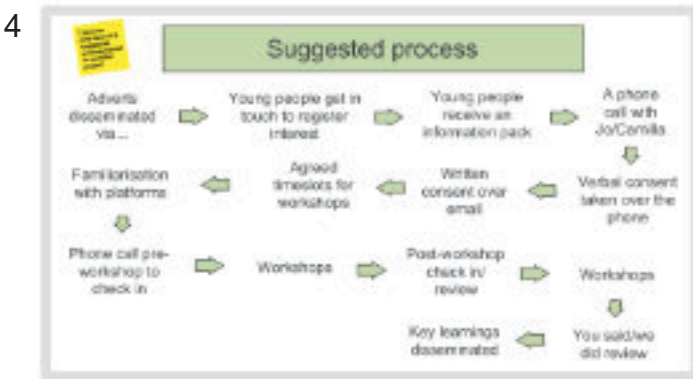 4
Suggested process
Adverts
disseminated
via...
Young people get in
touch to register
interest
Young people
receive an
information pack
A phone
call with
Jo/Camilla
Verbal consent
taken over the
phone
Written
consent over
email
Agreed
timeslots for
workshops
Familiarisation
with platforms
Phone call pre-
workshop to
check in
Workshops
Post-workshop
check in/
review
Workshops
You said/we
did review
Key learnings
disseminated